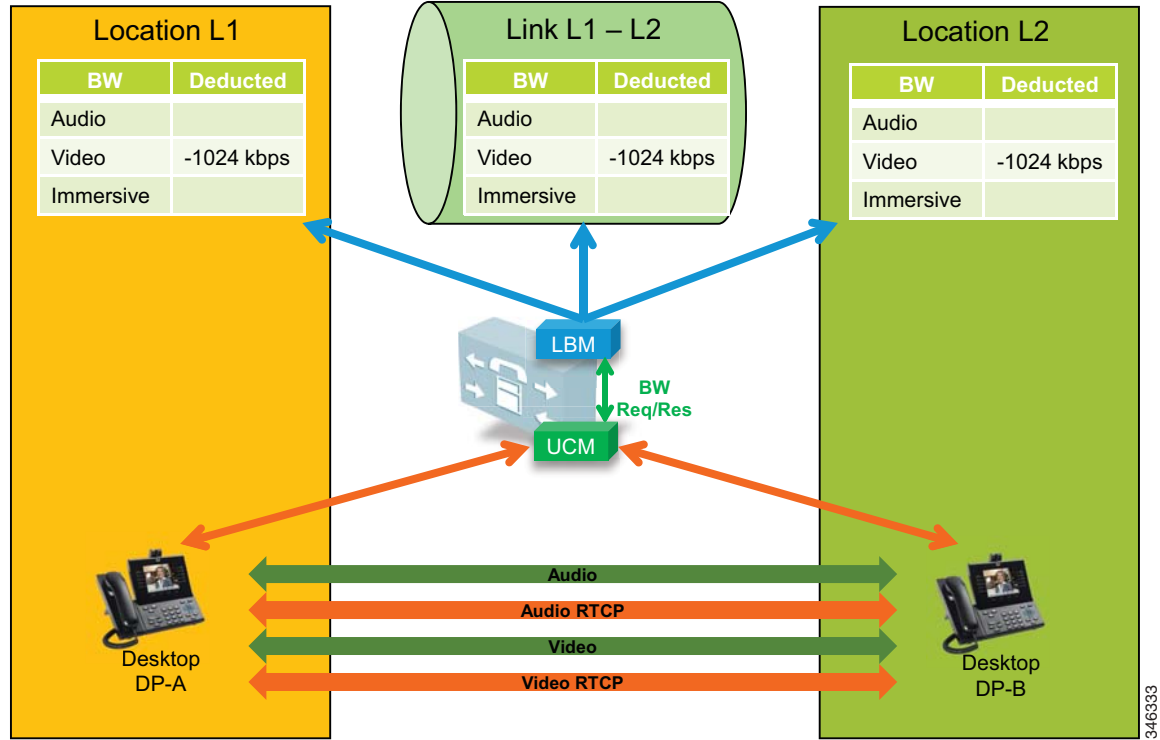 Location L1
BW Deducted
Audio
Video -1024 kbps
Immersive
Link L1 – L2
BW Deducted
Audio
Video -1024 kbps
Immersive
Location L2
BW Deducted
Audio
Video -1024 kbps
Immersive
LBM
BW
Req/Res
UCM
Audio
Audio RTCP
Video
Video RTCP
Desktop
DP-A
Desktop
DP-B
346333